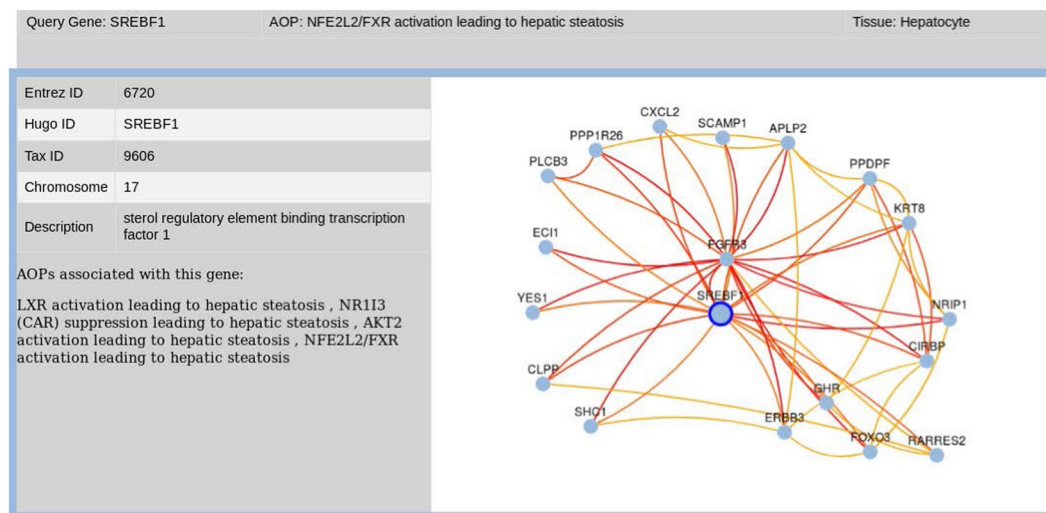 Query Gene: SREBF1 AOP: NFE2L2/FXR activation leading to hepatic steatosis Tissue: Hepatocyte
Entrez ID 6720
Hugo ID SREBF1
Tax ID 9606
Chromosome 17
Description sterol regulatory element binding transcription
factor 1
AOPs associated with this gene:
LXR activation leading to hepatic steatosis , NR1I3
(CAR) suppression leading to hepatic steatosis , AKT2
activation leading to hepatic steatosis , NFE2L2/FXR
activation leading to hepatic steatosis
CXCL2
SCAMP1
APLP2
PPP1R26
PLCB3
PPDPF
KRT8
ECI1
FGFR3
YES1
SREBF1
NRIP1
CIRBP
CLPP
GHR
SHC1
ERBB3
FOXO3
RARRES2